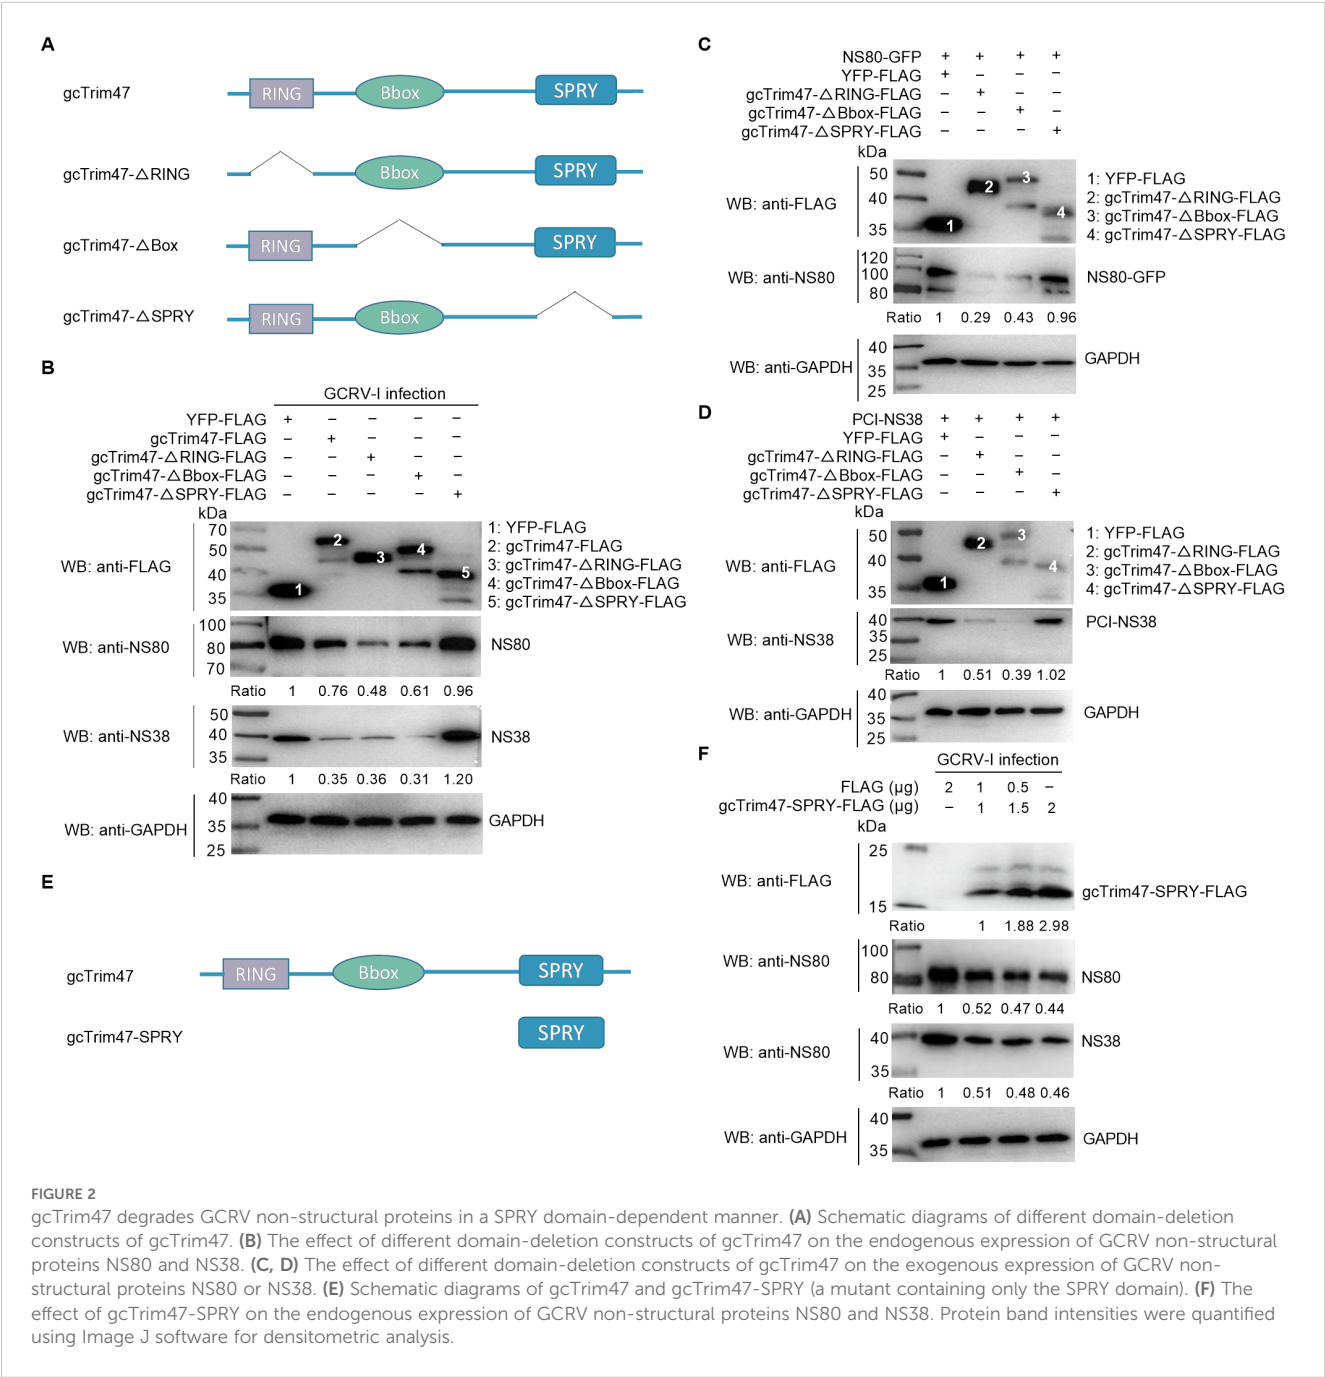 A
gcTrim47
RING
Bbox
SPRY
gcTrim47-△RING
Bbox
SPRY
gcTrim47-△Box
RING
SPRY
gcTrim47-△SPRY
RING
Bbox
B
GCRV-I infection
YFP-FLAG + – – – –
gcTrim47-FLAG – + – – –
gcTrim47-△RING-FLAG – – + – –
gcTrim47-△Bbox-FLAG – – – + –
gcTrim47-△SPRY-FLAG – – – – +
kDa
WB: anti-FLAG
70
50
40
35
1 2 3 4 5
1: YFP-FLAG
2: gcTrim47-FLAG
3: gcTrim47-△RING-FLAG
4: gcTrim47-△Bbox-FLAG
5: gcTrim47-△SPRY-FLAG
WB: anti-NS80
100
80
70
NS80
Ratio 1 0.76 0.48 0.61 0.96
WB: anti-NS38
50
40
35
NS38
Ratio 1 0.35 0.36 0.31 1.20
WB: anti-GAPDH
40
35
25
GAPDH
C
NS80-GFP + + + +
YFP-FLAG + – – –
gcTrim47-△RING-FLAG – + – –
gcTrim47-△Bbox-FLAG – – + –
gcTrim47-△SPRY-FLAG – – – +
kDa
WB: anti-FLAG
50
40
35
1 2 3 4
1: YFP-FLAG
2: gcTrim47-△RING-FLAG
3: gcTrim47-△Bbox-FLAG
4: gcTrim47-△SPRY-FLAG
WB: anti-NS80
120
100
80
NS80-GFP
Ratio 1 0.29 0.43 0.96
WB: anti-GAPDH
40
35
25
GAPDH
D
PCI-NS38 + + + +
YFP-FLAG + – – –
gcTrim47-△RING-FLAG – + – –
gcTrim47-△Bbox-FLAG – – + –
gcTrim47-△SPRY-FLAG – – – +
kDa
WB: anti-FLAG
50
40
35
1 2 3 4
1: YFP-FLAG
2: gcTrim47-△RING-FLAG
3: gcTrim47-△Bbox-FLAG
4: gcTrim47-△SPRY-FLAG
WB: anti-NS38
40
35
25
PCI-NS38
Ratio 1 0.51 0.39 1.02
WB: anti-GAPDH
40
35
25
GAPDH
E
gcTrim47
RING
Bbox
SPRY
gcTrim47-SPRY
SPRY
F
GCRV-I infection
FLAG (μg) 2 1 0.5 –
gcTrim47-SPRY-FLAG (μg) – 1 1.5 2
kDa
WB: anti-FLAG
25
15
gcTrim47-SPRY-FLAG
Ratio 1 1.88 2.98
WB: anti-NS80
100
80
NS80
Ratio 1 0.52 0.47 0.44
WB: anti-NS80
40
35
NS38
Ratio 1 0.51 0.48 0.46
WB: anti-GAPDH
40
35
GAPDH
FIGURE 2
gcTrim47 degrades GCRV non-structural proteins in a SPRY domain-dependent manner. (A) Schematic diagrams of different domain-deletion
constructs of gcTrim47. (B) The effect of different domain-deletion constructs of gcTrim47 on the endogenous expression of GCRV non-structural
proteins NS80 and NS38. (C, D) The effect of different domain-deletion constructs of gcTrim47 on the exogenous expression of GCRV non-
structural proteins NS80 or NS38. (E) Schematic diagrams of gcTrim47 and gcTrim47-SPRY (a mutant containing only the SPRY domain). (F) The
effect of gcTrim47-SPRY on the endogenous expression of GCRV non-structural proteins NS80 and NS38. Protein band intensities were quantified
using Image J software for densitometric analysis.